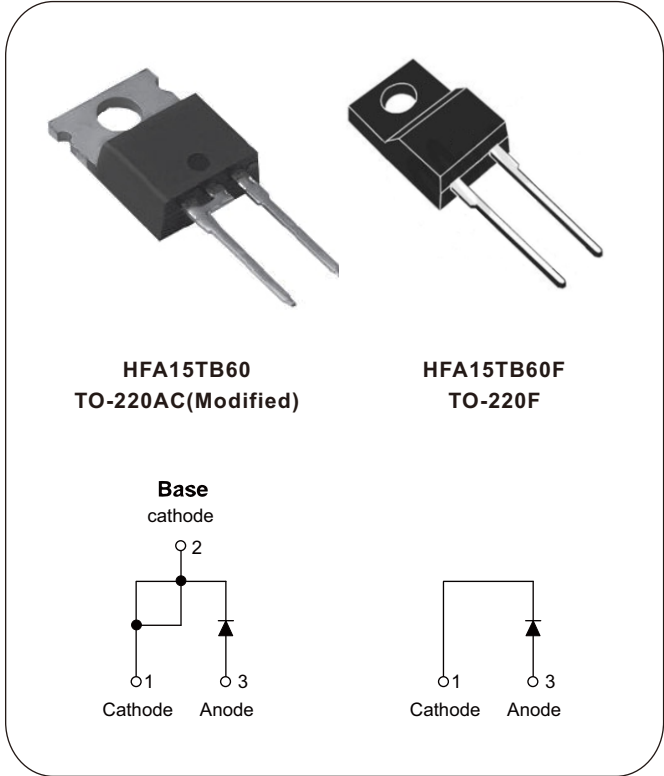 HFA15TB60
TO-220AC(Modified)
HFA15TB60F
TO-220F
Base
cathode
2
1
3
Cathode
Anode
1
3
Cathode
Anode